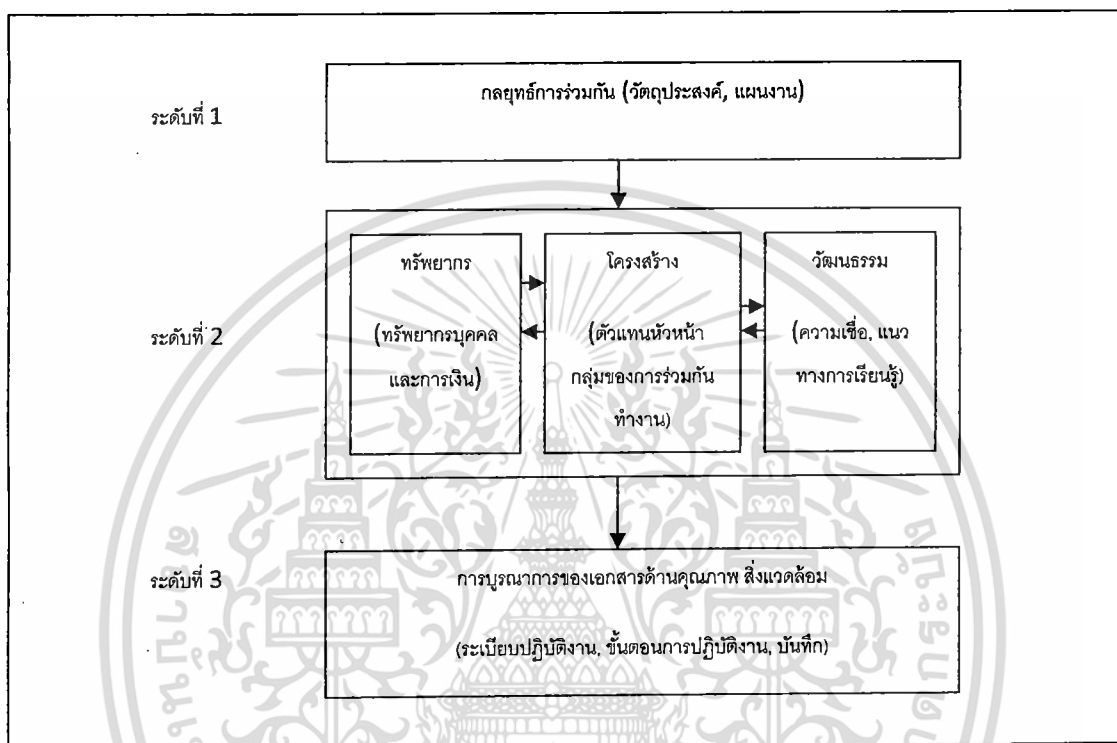 กลยุทธ์การร่วมกัน (วัตถุประสงค์, แผนงาน)
ระดับที่ 1
ทรัพยากร
(ทรัพยากรบุคคล
และการเงิน)
โครงสร้าง
(ตัวแทนหัวหน้า
กลุ่มของการร่วมกัน
ทำงาน)
วัฒนธรรม
(ความเชื่อ, แนว
ทางการเรียนรู้)
ระดับที่ 2
ระดับที่ 3
การบูรณาการของเอกสารด้านคุณภาพ สิ่งแวดล้อม
(ระเบียบปฏิบัติงาน, ขั้นตอนการปฏิบัติงาน, บันทึก)